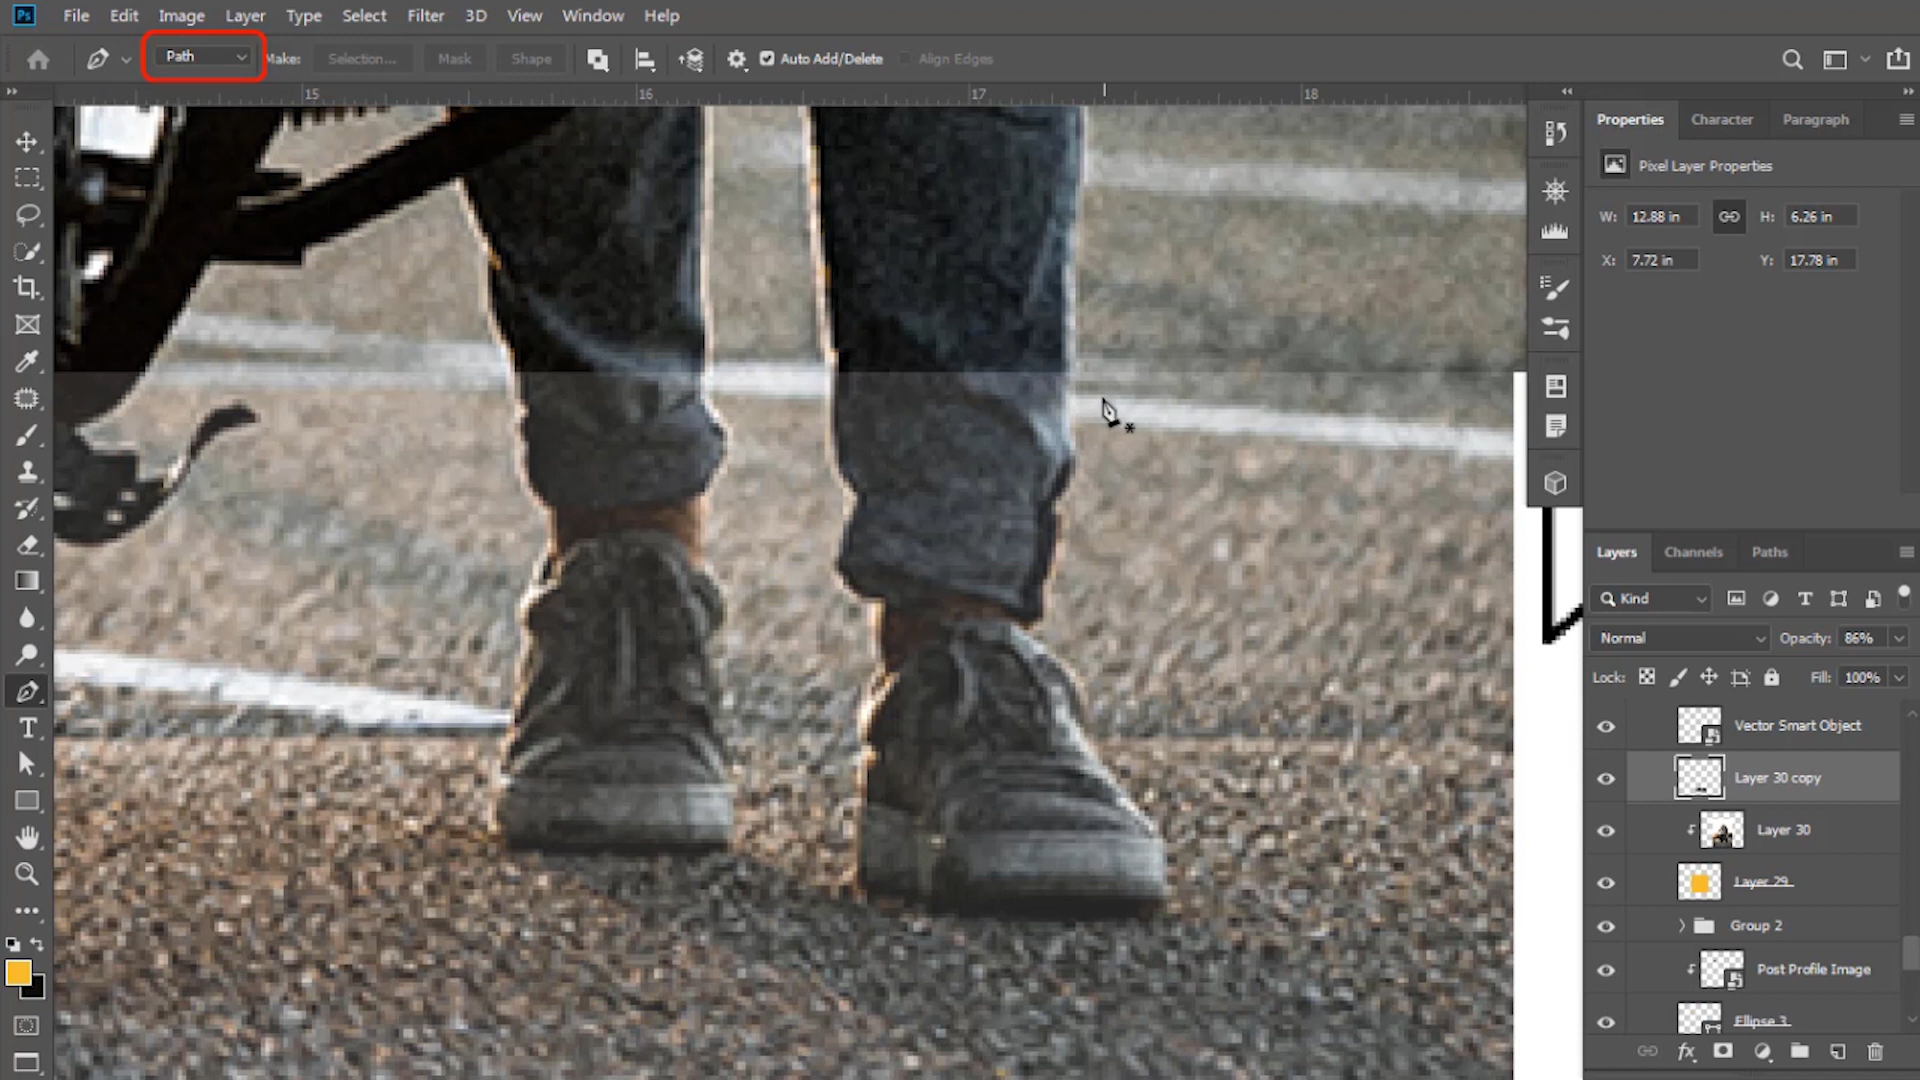 Ps File Edit Image Layer Type Select Filter 3D View Window Help
Path Make: Selection... Mask Shape Auto Add/Delete Align Edges
15 16 17 18
Properties Character Paragraph
Pixel Layer Properties
W: 12.88 in H: 6.26 in
X: 7.72 in Y: 17.78 in
Layers Channels Paths
Kind
Normal Opacity: 86%
Lock: Fill: 100%
Vector Smart Object
Layer 30 copy
Layer 30
Layer 29
Group 2
Post Profile Image
Ellipse 3
fx